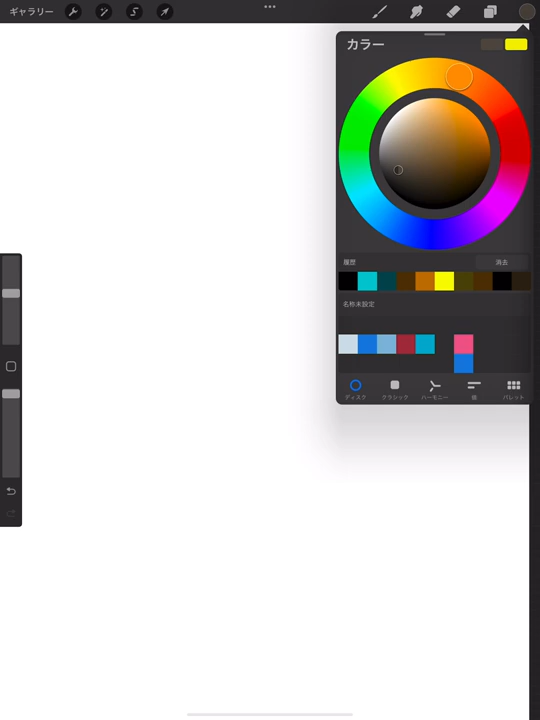 ギャラリー
カラー
履歴
消去
名称未設定
ディスク
クラシック
ハーモニー
値
パレット